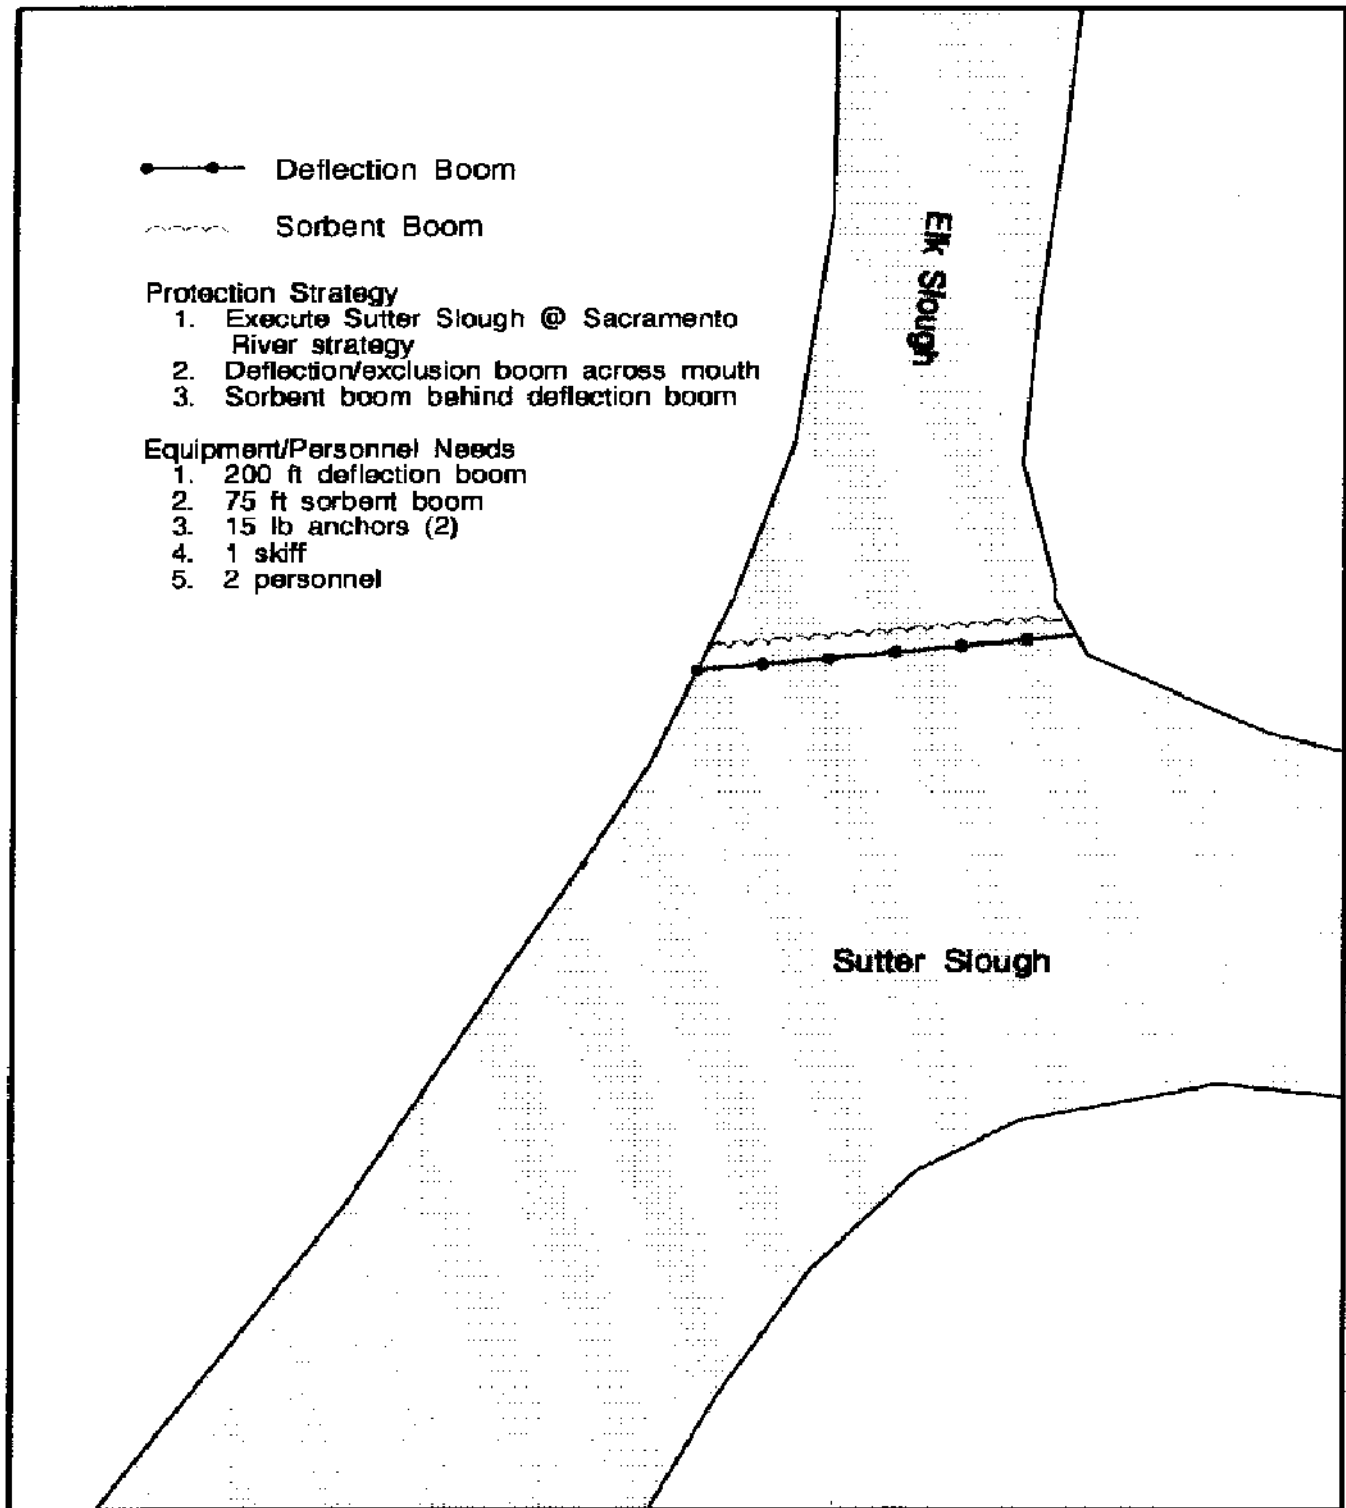 Deflection Boom
Sorbent Boom
Protection Strategy
1. Execute Sutter Slough @ Sacramento
River strategy
2. Deflection/exclusion boom across mouth
3. Sorbent boom behind deflection boom
Equipment/Personnel Needs
1. 200 ft deflection boom
2. 75 ft sorbent boom
3. 15 lb anchors (2)
4. 1 skiff
5. 2 personnel
Elk Slough
Sutter Slough